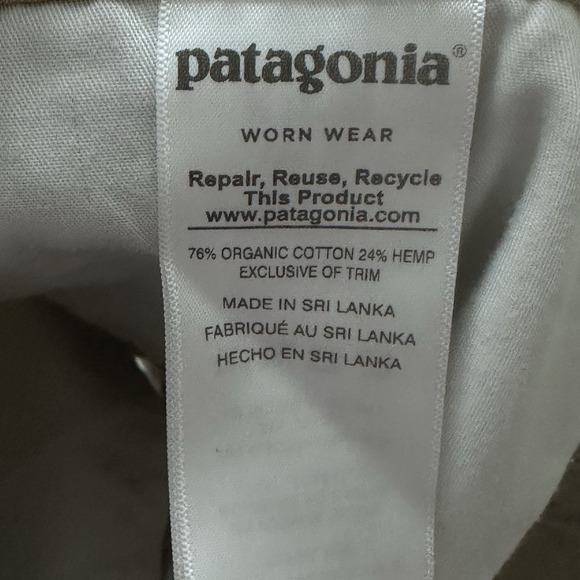 patagonia®
WORN WEAR
Repair, Reuse, Recycle
This Product
www.patagonia.com
76% ORGANIC COTTON 24% HEMP
EXCLUSIVE OF TRIM
MADE IN SRI LANKA
FABRIQUÉ AU SRI LANKA
HECHO EN SRI LANKA